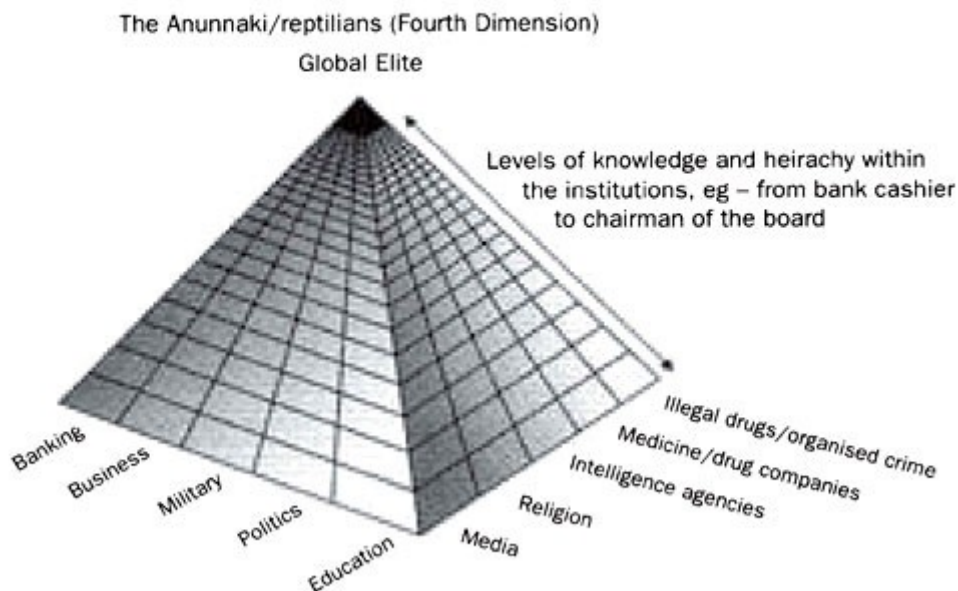 The Anunnaki/reptilians (Fourth Dimension)
Global Elite
Levels of knowledge and heirachy within
the institutions, eg – from bank cashier
to chairman of the board
Banking
Business
Military
Politics
Education
Media
Religion
Intelligence agencies
Medicine/drug companies
Illegal drugs/organised crime